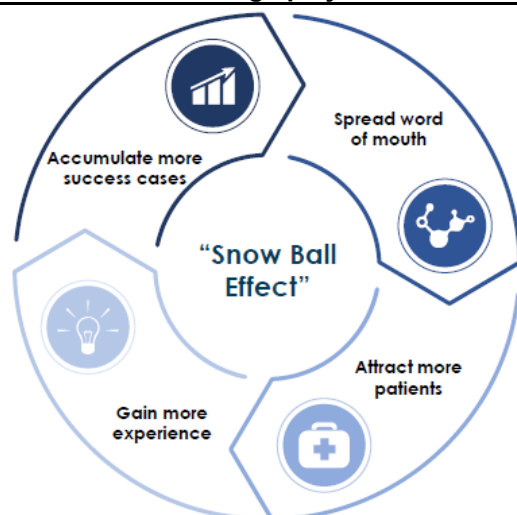 Accumulate more
success cases
Spread word
of mouth
“Snow Ball
Effect”
Attract more
patients
Gain more
experience